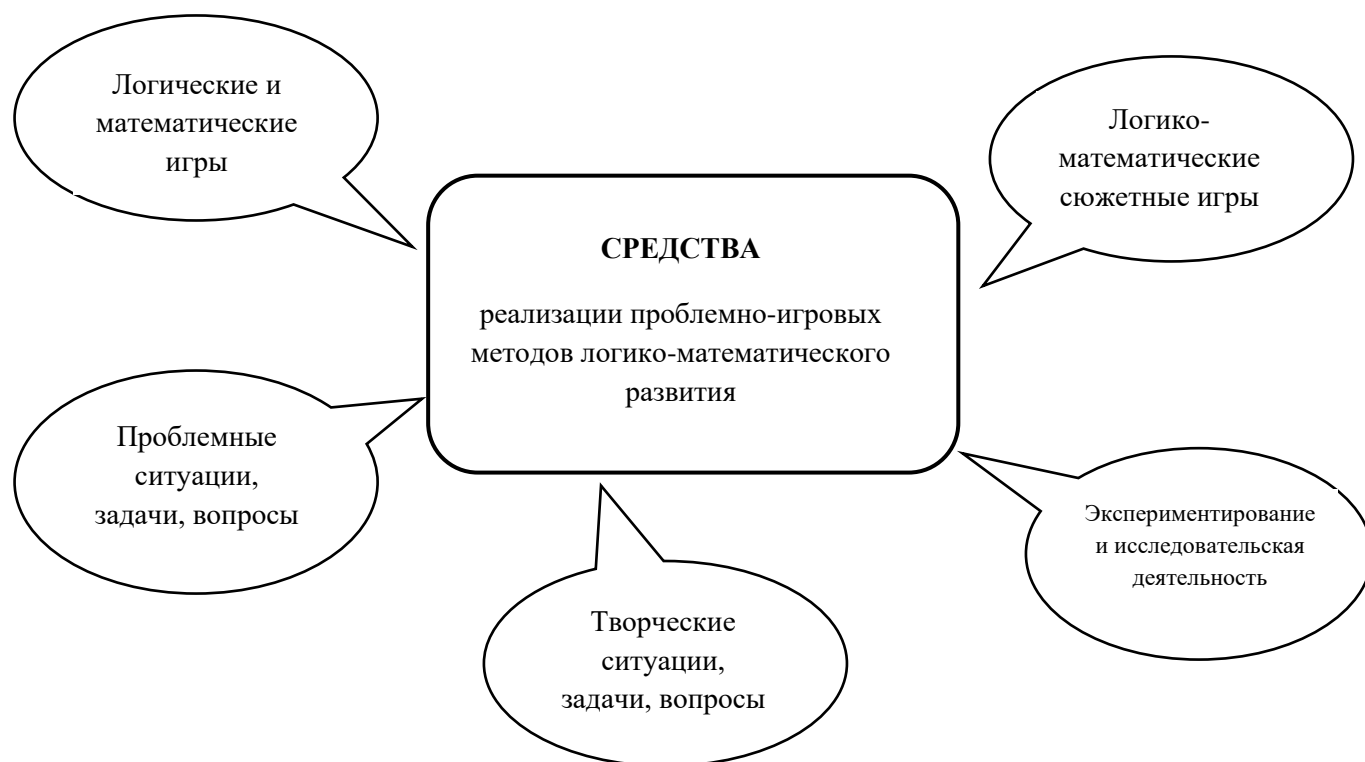 Логические и
математические
игры
Логико-
математические
сюжетные игры
СРЕДСТВА
реализации проблемно-игровых
методов логико-математического
развития
Проблемные
ситуации,
задачи, вопросы
Экспериментирование
и исследовательская
деятельность
Творческие
ситуации,
задачи, вопросы